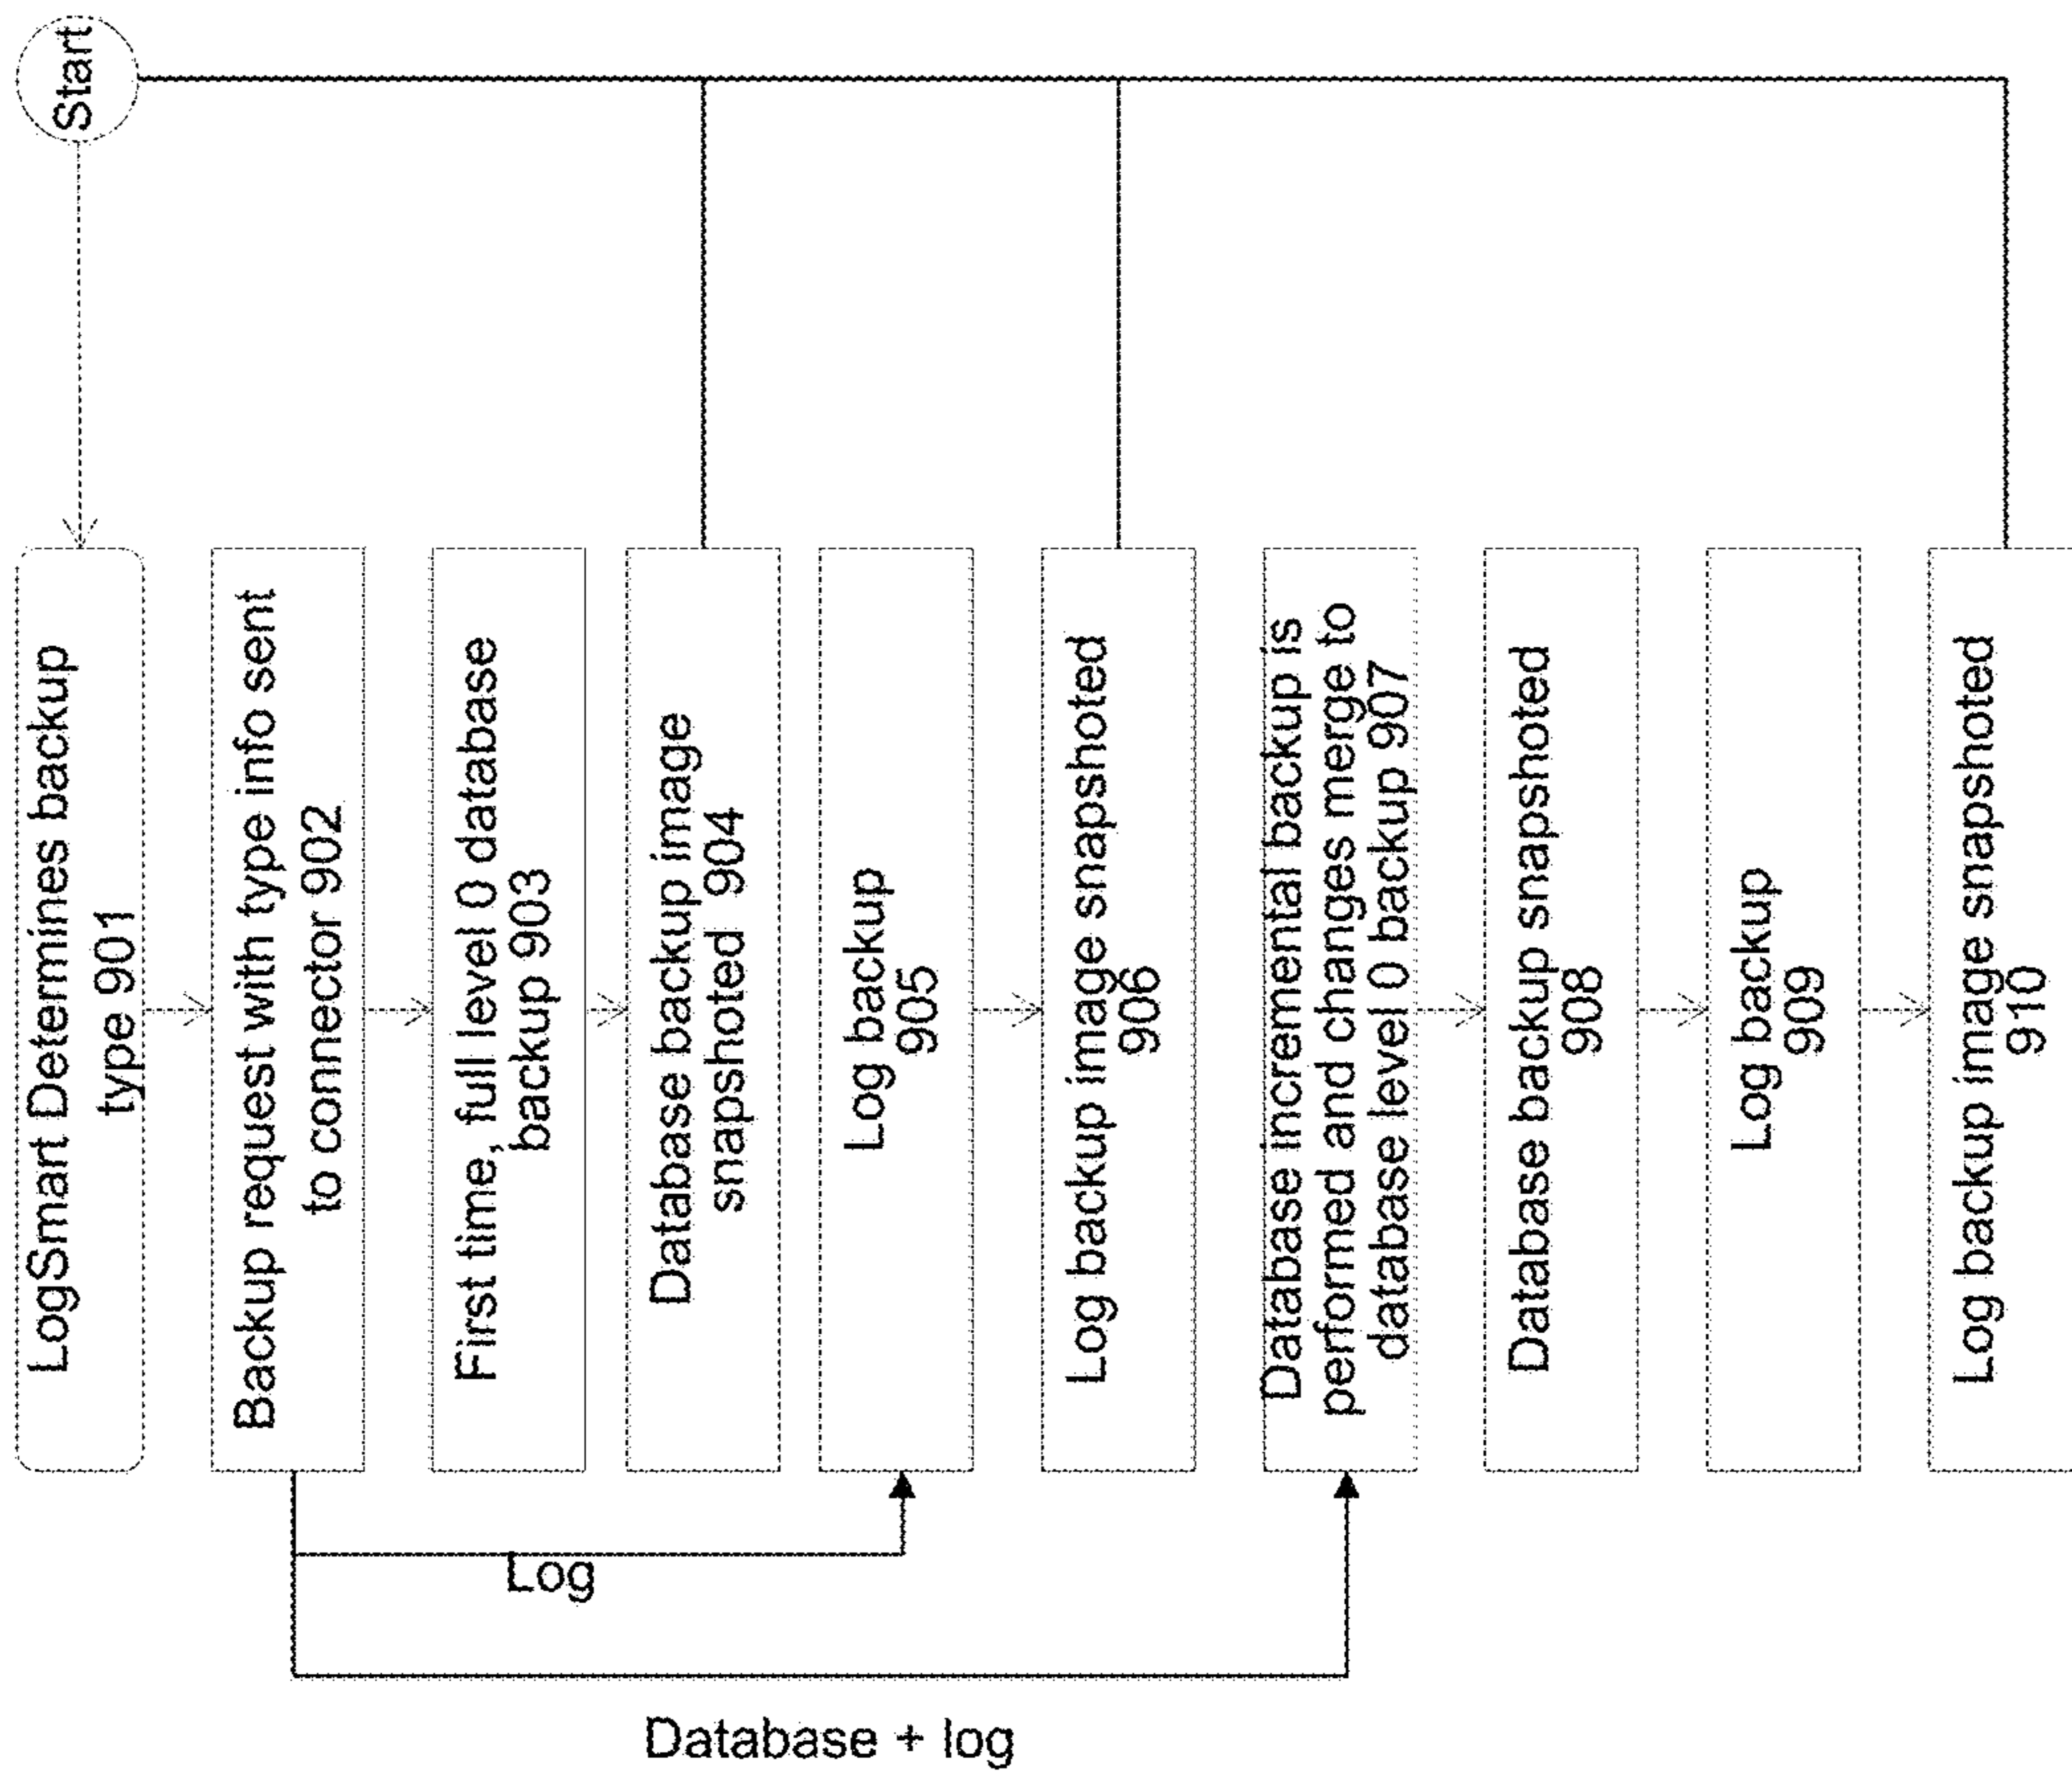 Start
LogSmart Determines backup
type 901
Backup request with type info sent
to connector 902
First time, full level 0 database
backup 903
Database backup image
snapshoted 904
Log backup
905
Log backup image snapshoted
906
Database incremental backup is
performed and changes merge to
database level 0 backup 907
Database backup snapshoted
908
Log backup
909
Log backup image snapshoted
910
Log
Database + log